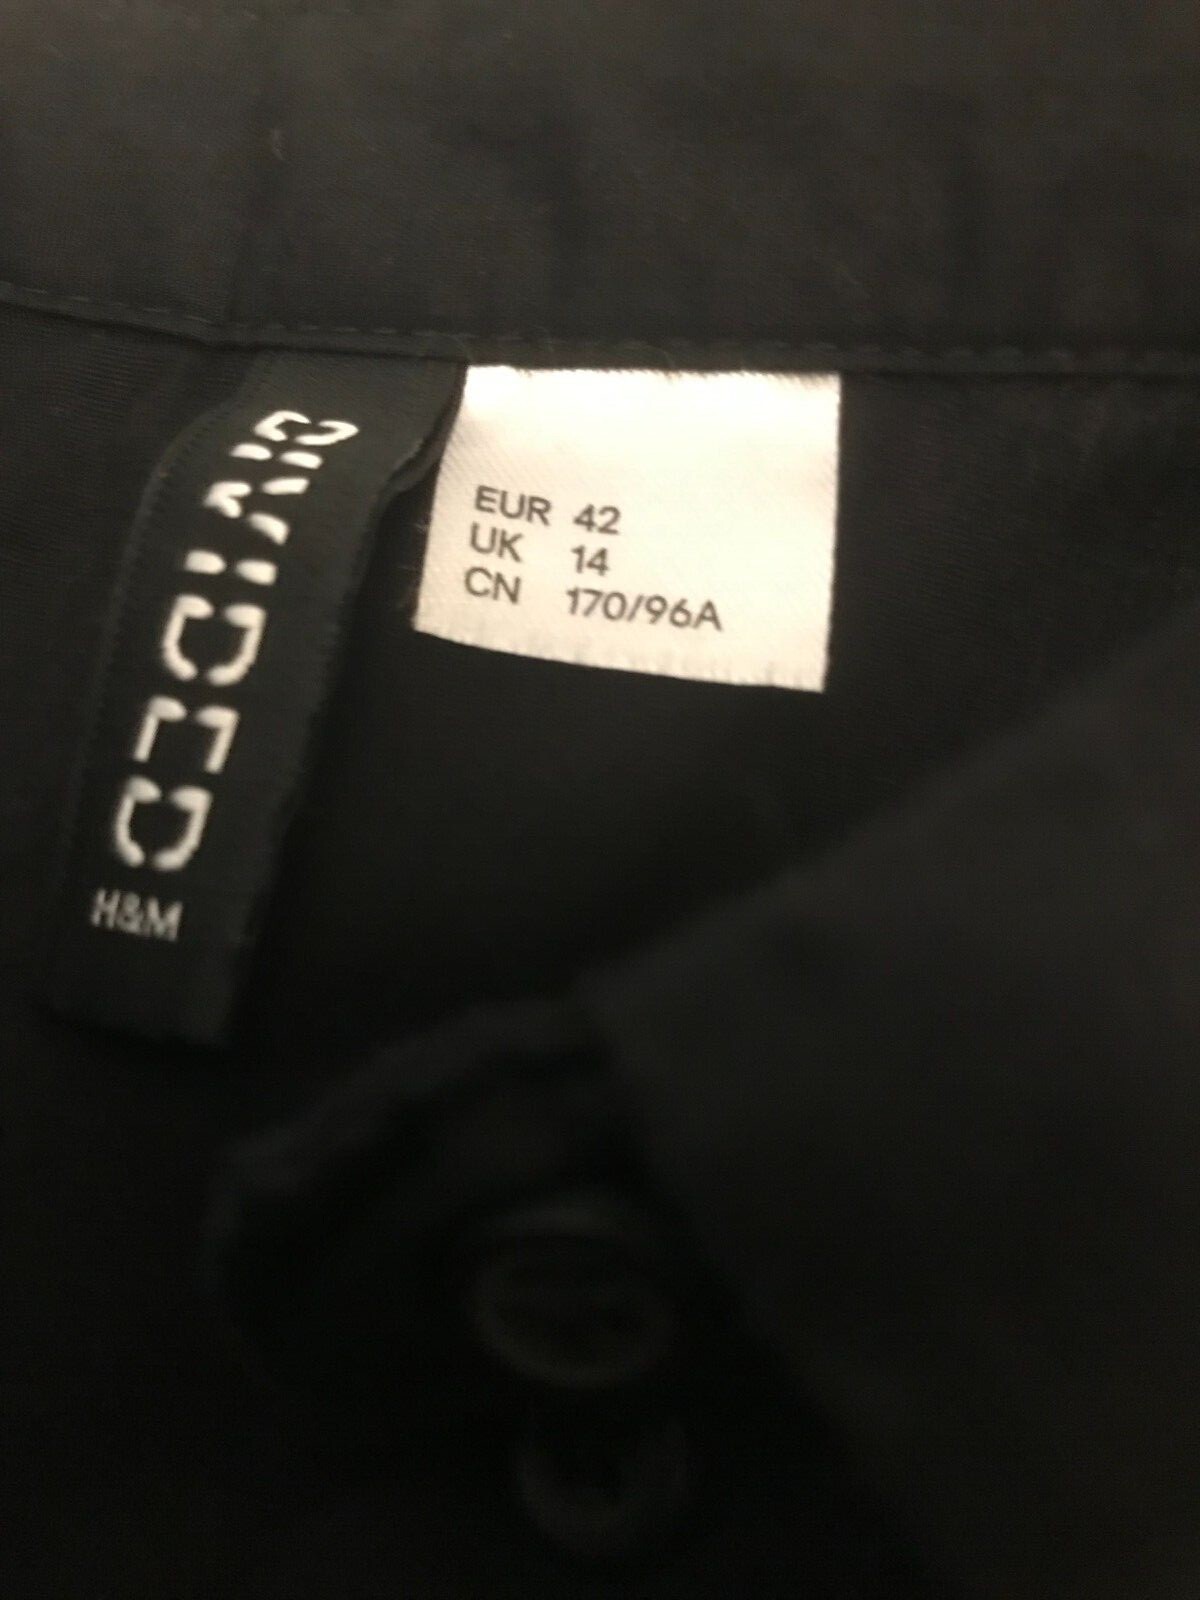 DIVIDED
H&M
EUR 42
UK 14
CN 170/96A